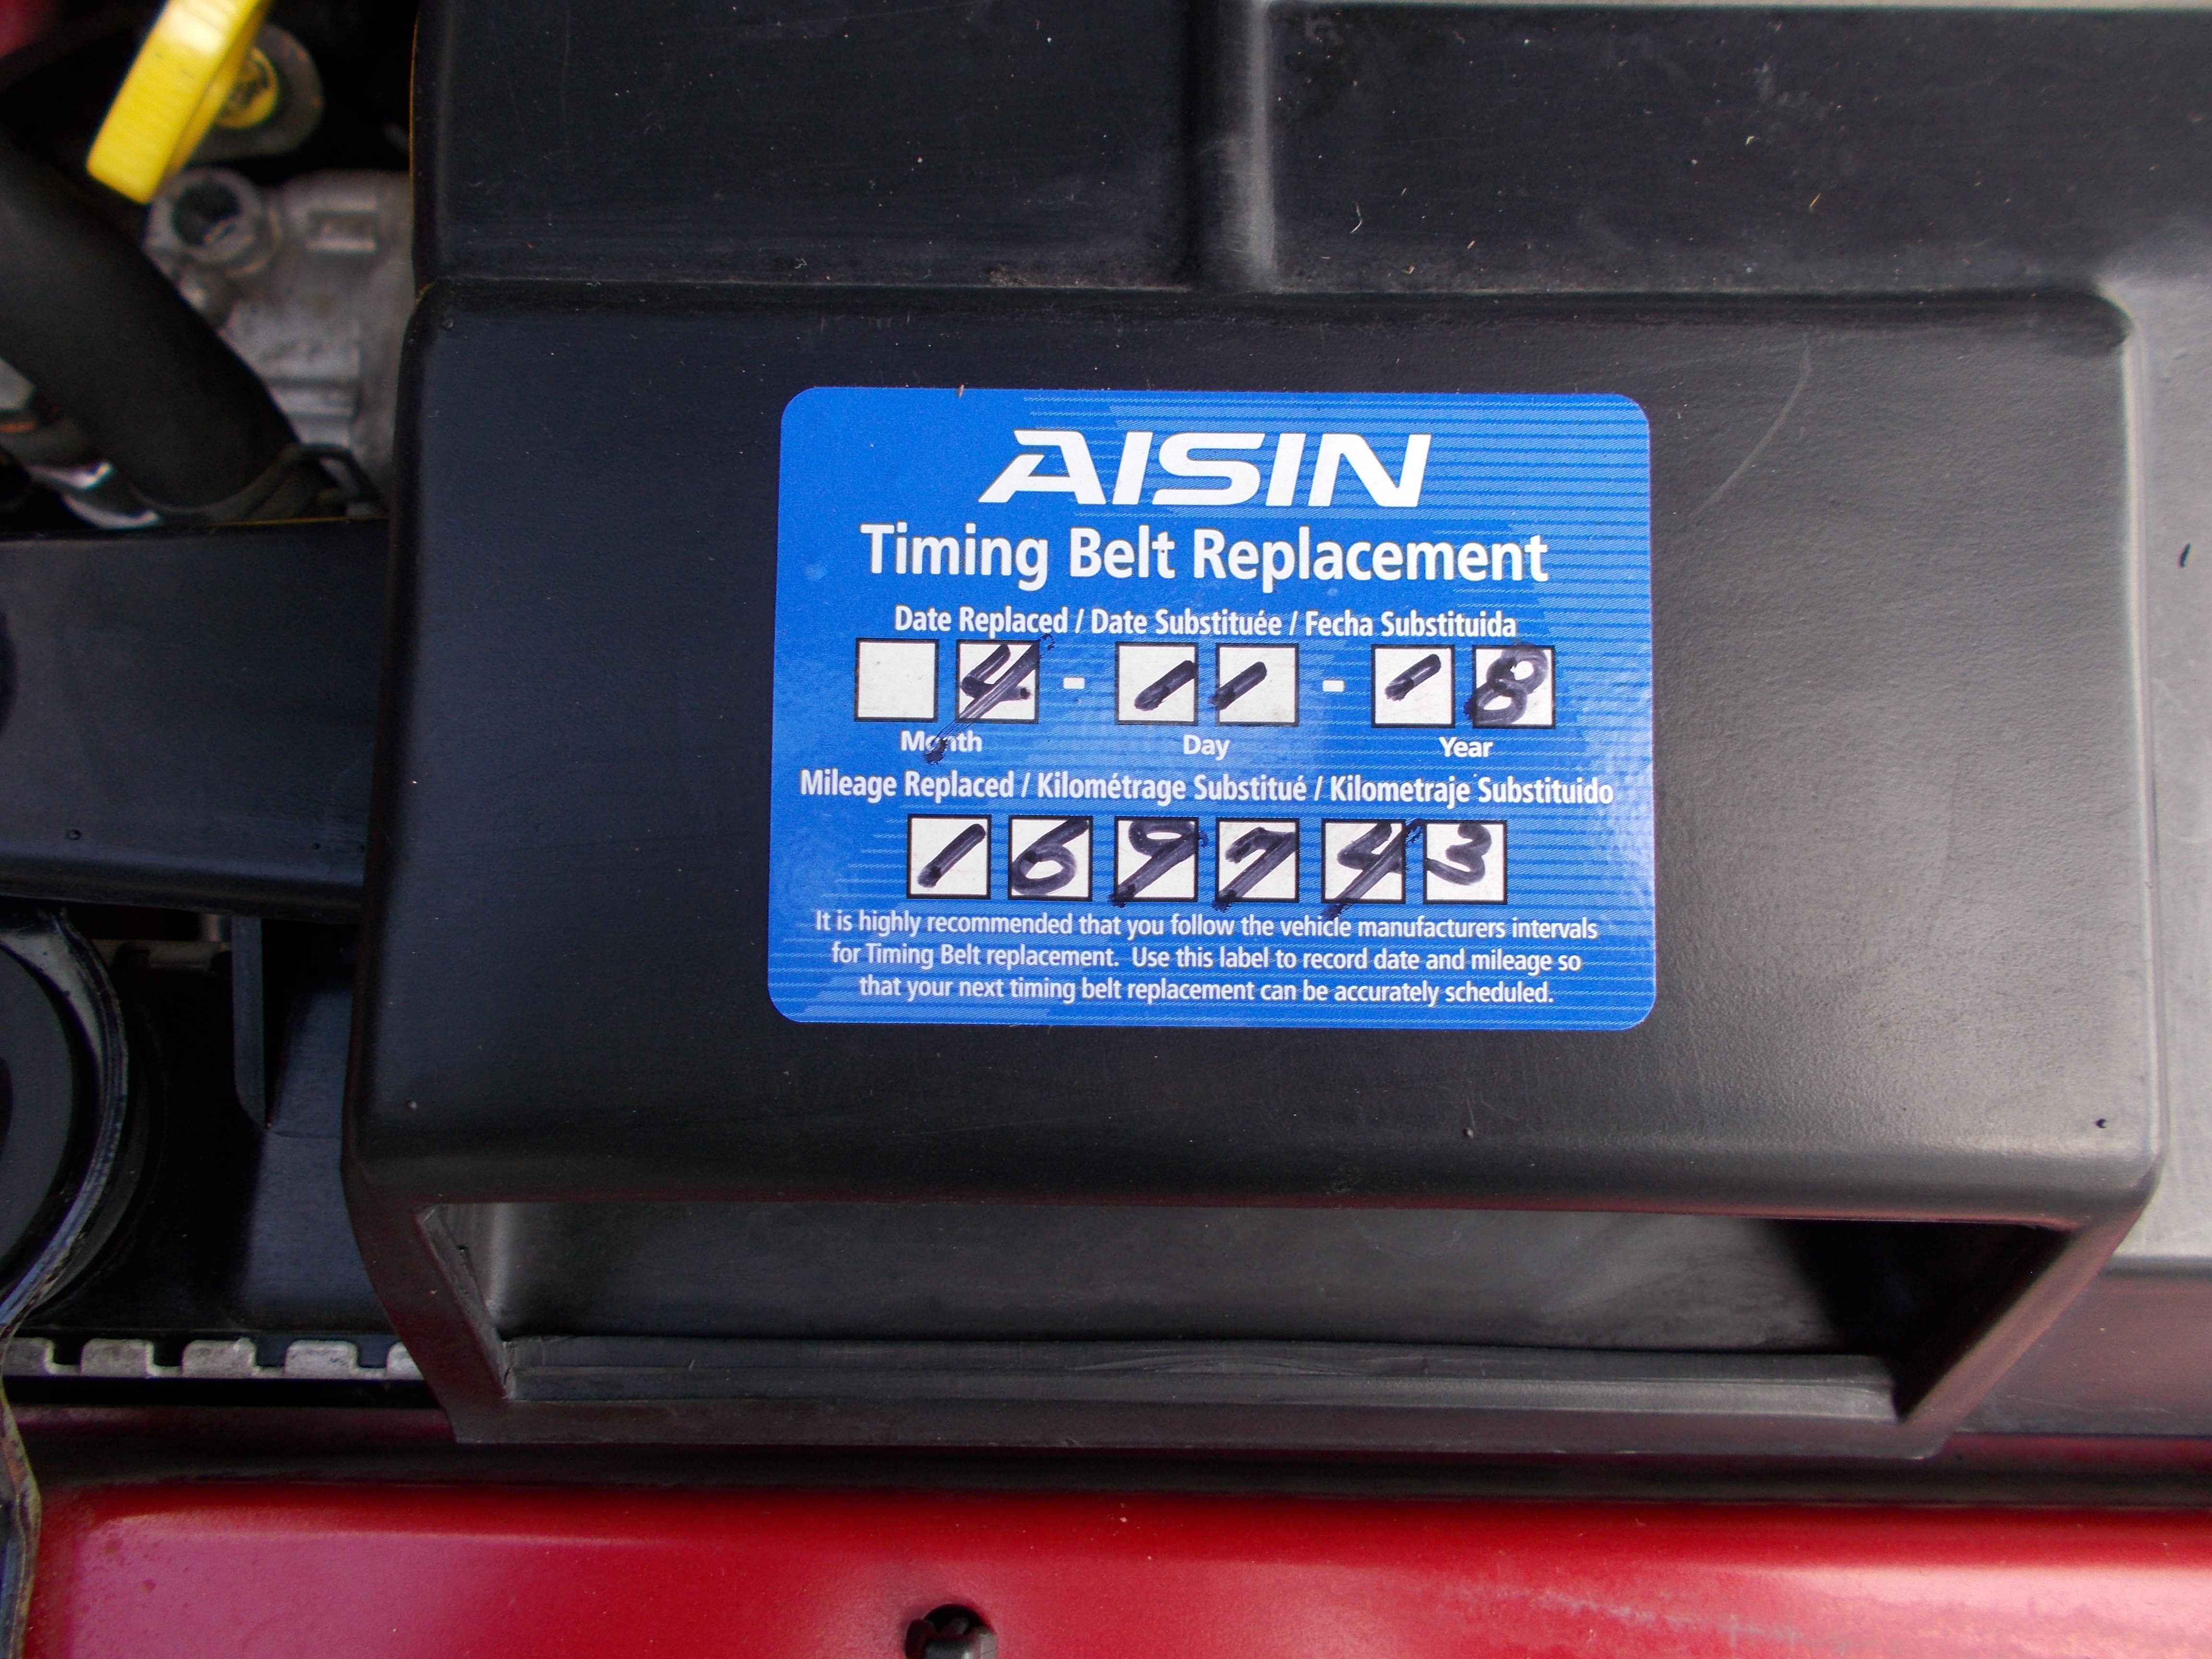 AISIN
Timing Belt Replacement
Date Replaced / Date Substituée / Fecha Substituida
4 - 11 - 18
Month Day Year
Mileage Replaced / Kilométrage Substitué / Kilometraje Substituido
169743
It is highly recommended that you follow the vehicle manufacturers intervals
for Timing Belt replacement. Use this label to record date and mileage so
that your next timing belt replacement can be accurately scheduled.